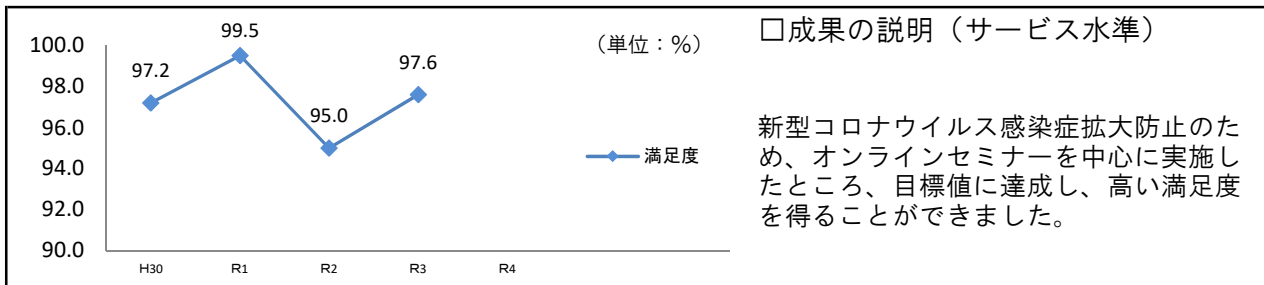 100.0
98.0
96.0
94.0
92.0
90.0
97.2
99.5
95.0
97.6
(単位：%)
満足度
H30 R1 R2 R3 R4
□成果の説明（サービス水準）
新型コロナウイルス感染症拡大防止のた
め、オンラインセミナーを中心に実施し
たところ、目標値に達成し、高い満足度
を得ることができました。